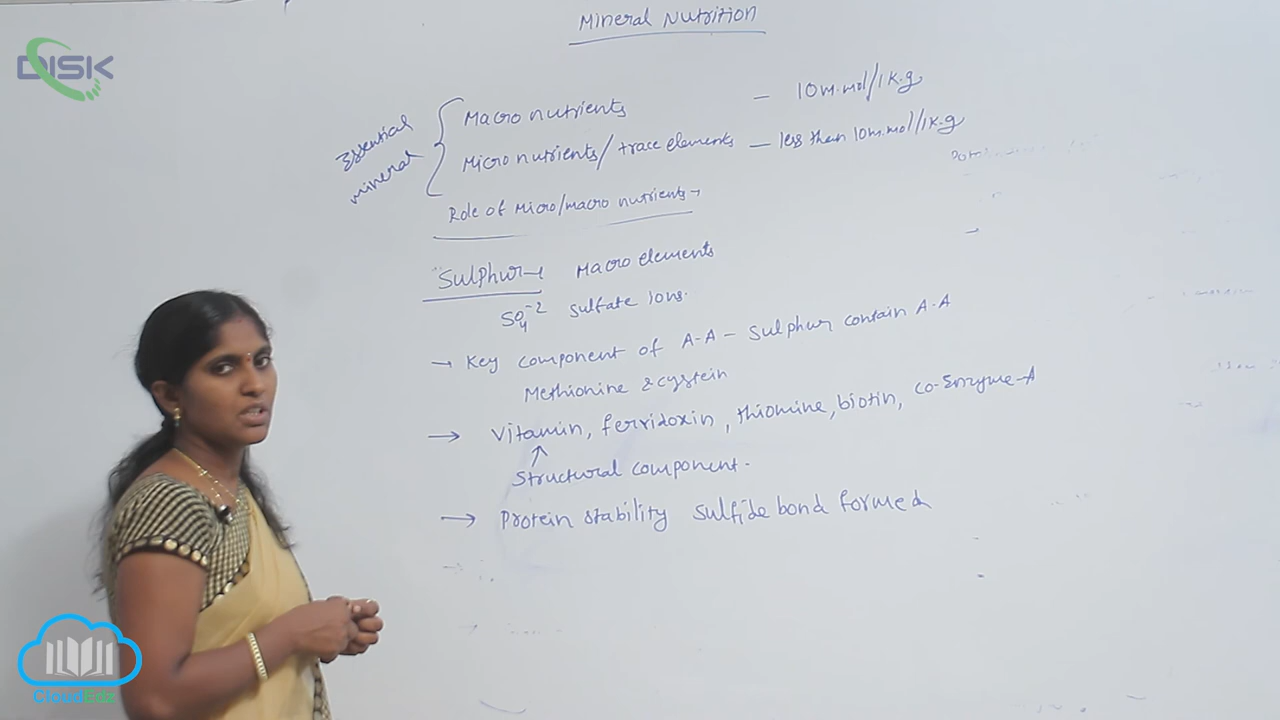 Mineral Nutrition
DISK
Essential mineral
Macro nutrients — 10m.mol/1K.g
Micro nutrients/ trace elements — less than 10m.mol/1K.g
Role of Micro/macro nutrients→
Sulphur→ Macro elements
SO₄⁻² sulfate Ions.
→ Key component of A-A - Sulphur contain A.A
Methionine & cystein
→ Vitamin, ferridoxin, thiomine, biotin, co-Enzyme-A
↑
Structural component.
→ Protein stability sulfide bond formed
CloudEdz